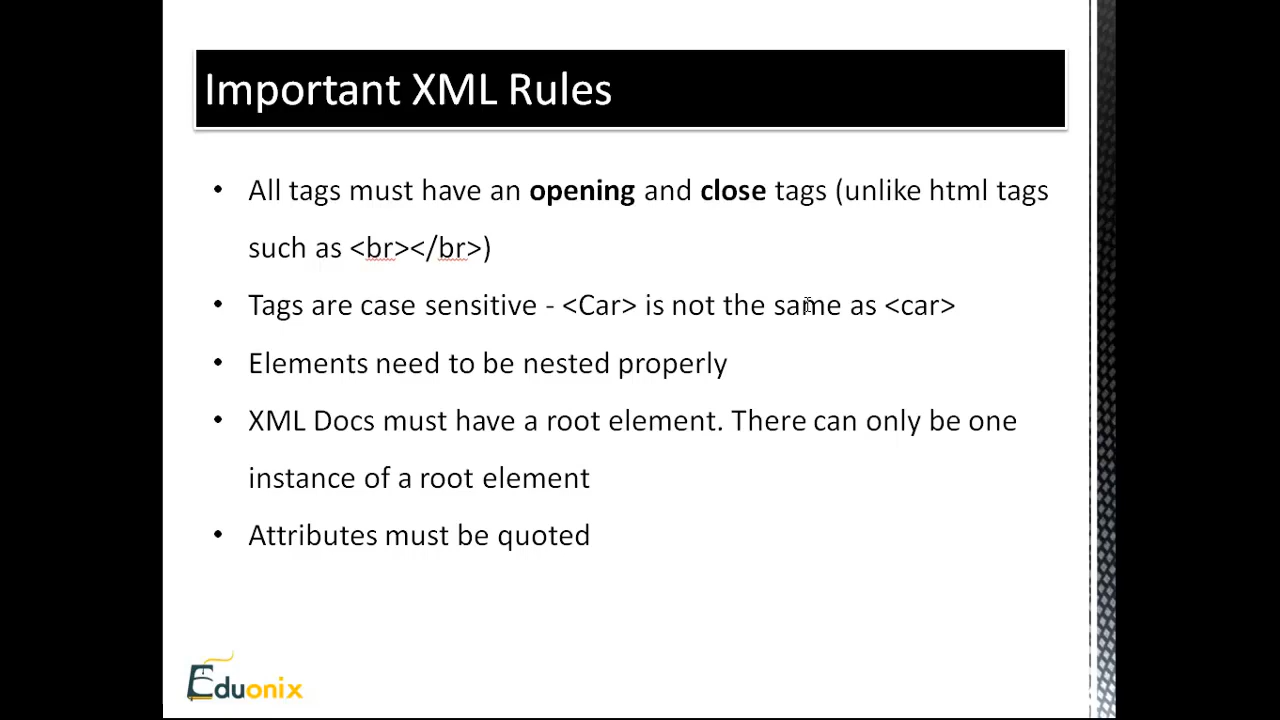 Important XML Rules
• All tags must have an opening and close tags (unlike html tags
such as <br></br>)
• Tags are case sensitive - <Car> is not the same as <car>
• Elements need to be nested properly
• XML Docs must have a root element. There can only be one
instance of a root element
• Attributes must be quoted
Eduonix